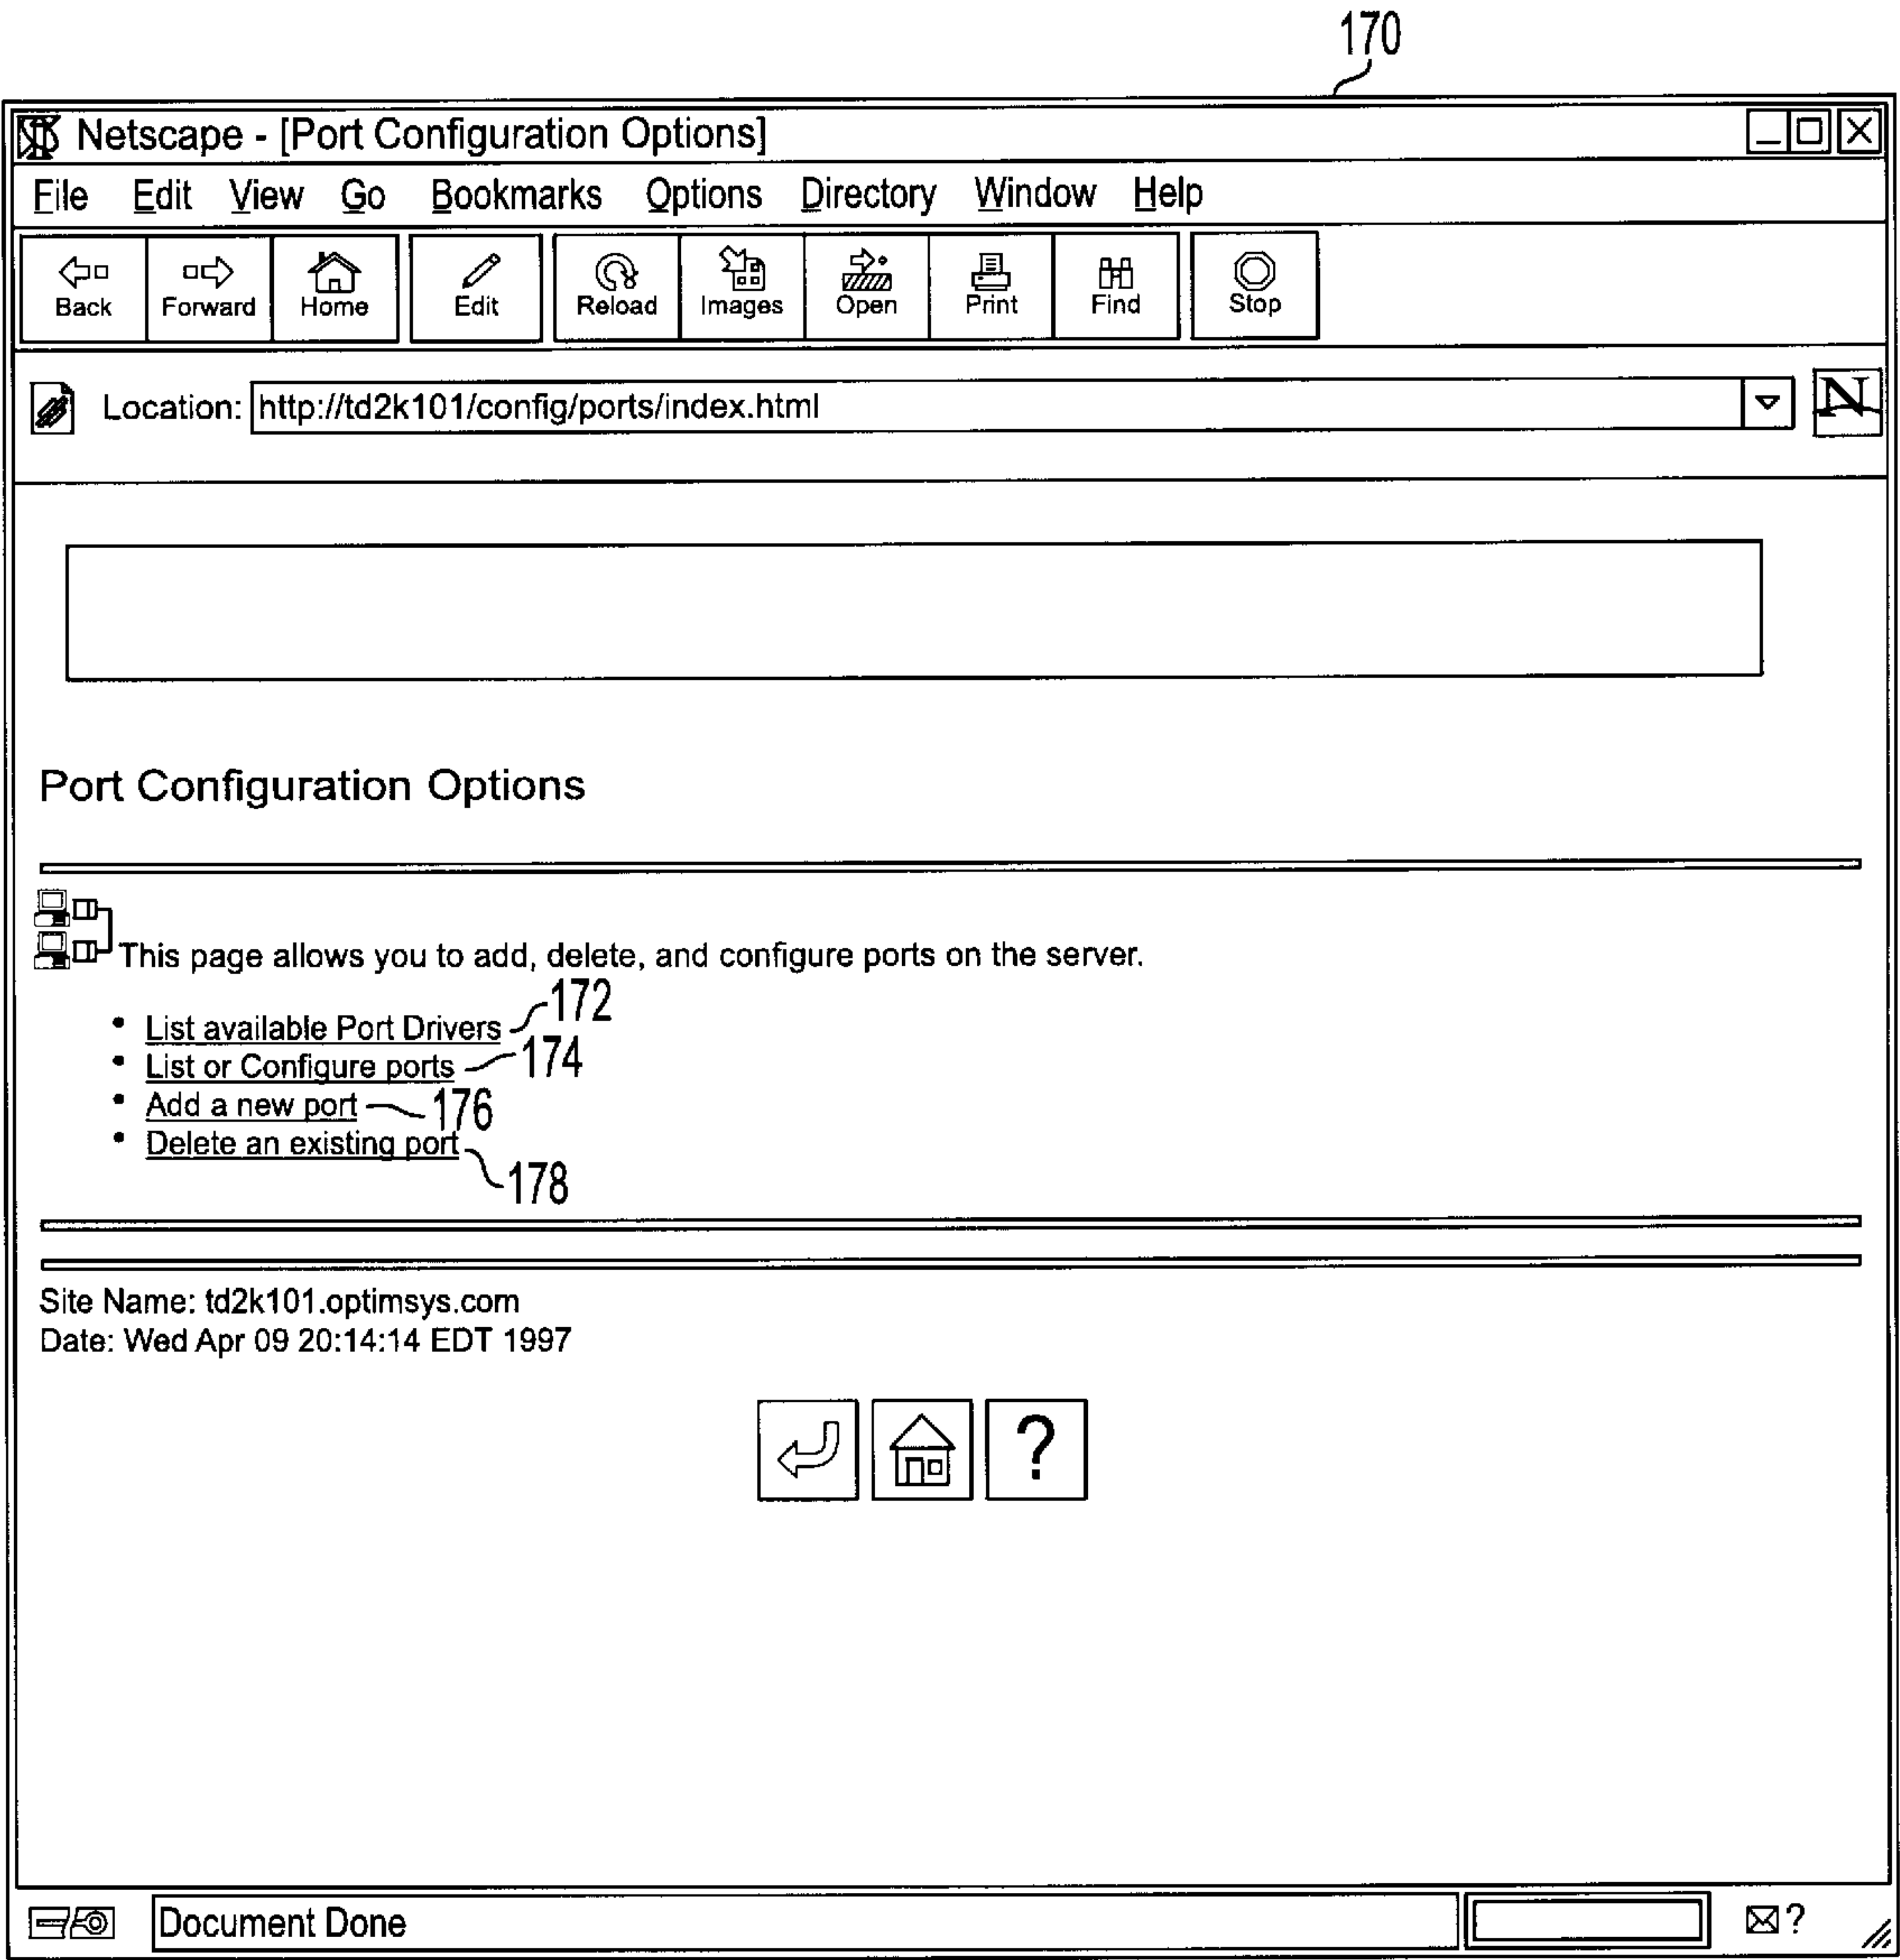 170
Netscape - [Port Configuration Options]
File Edit View Go Bookmarks Options Directory Window Help
Back Forward Home Edit Reload Images Open Print Find Stop
Location: http://td2k101/config/ports/index.html N
Port Configuration Options
This page allows you to add, delete, and configure ports on the server.
• List available Port Drivers 172
• List or Configure ports 174
• Add a new port 176
• Delete an existing port 178
Site Name: td2k101.optimsys.com
Date: Wed Apr 09 20:14:14 EDT 1997
?
Document Done ?